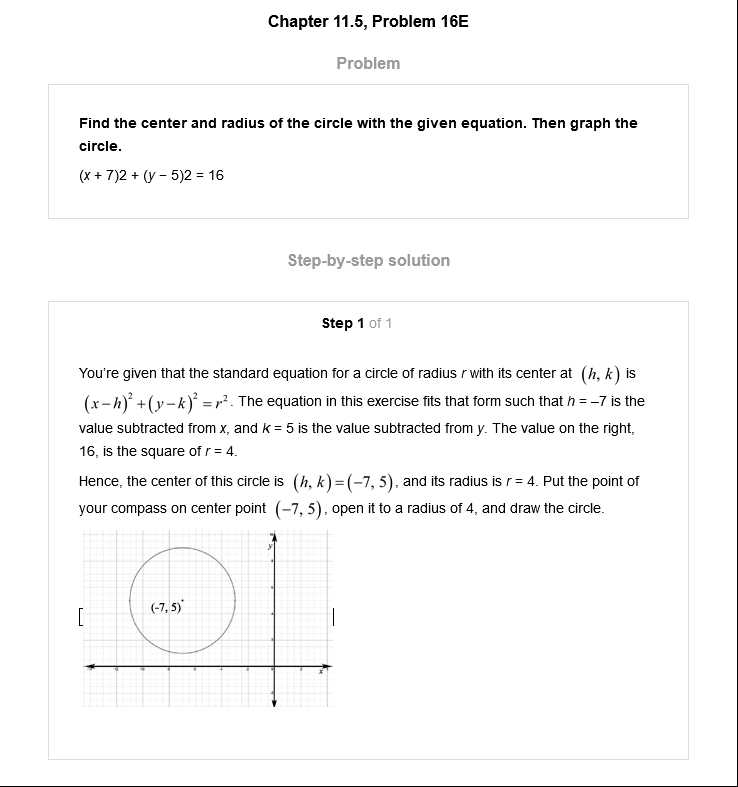 Chapter 11.5, Problem 16E
Problem
Find the center and radius of the circle with the given equation. Then graph the
circle.
(x + 7)2 + (y − 5)2 = 16
Step-by-step solution
Step 1 of 1
You're given that the standard equation for a circle of radius r with its center at (h, k) is
(x−h)² +(y−k)² = r². The equation in this exercise fits that form such that h = −7 is the
value subtracted from x, and k = 5 is the value subtracted from y. The value on the right,
16, is the square of r = 4.
Hence, the center of this circle is (h, k)=(−7, 5), and its radius is r = 4. Put the point of
your compass on center point (−7, 5), open it to a radius of 4, and draw the circle.
y
(-7, 5)
[
x